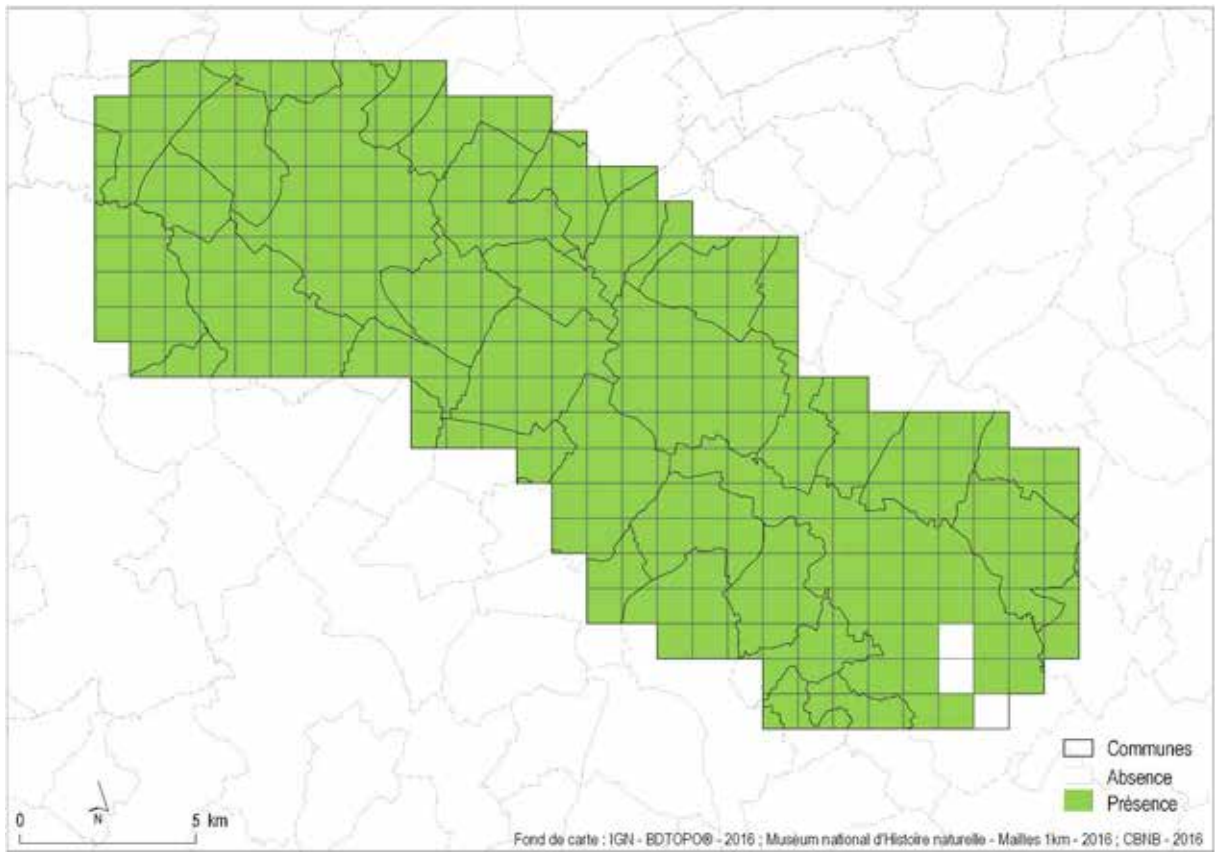 Communes
Absence
Présence
0 5 km
N
Fond de carte : IGN - BDTOPO® - 2016 ; Muséum national d'Histoire naturelle - Mailles 1km - 2016 ; CBNB - 2016